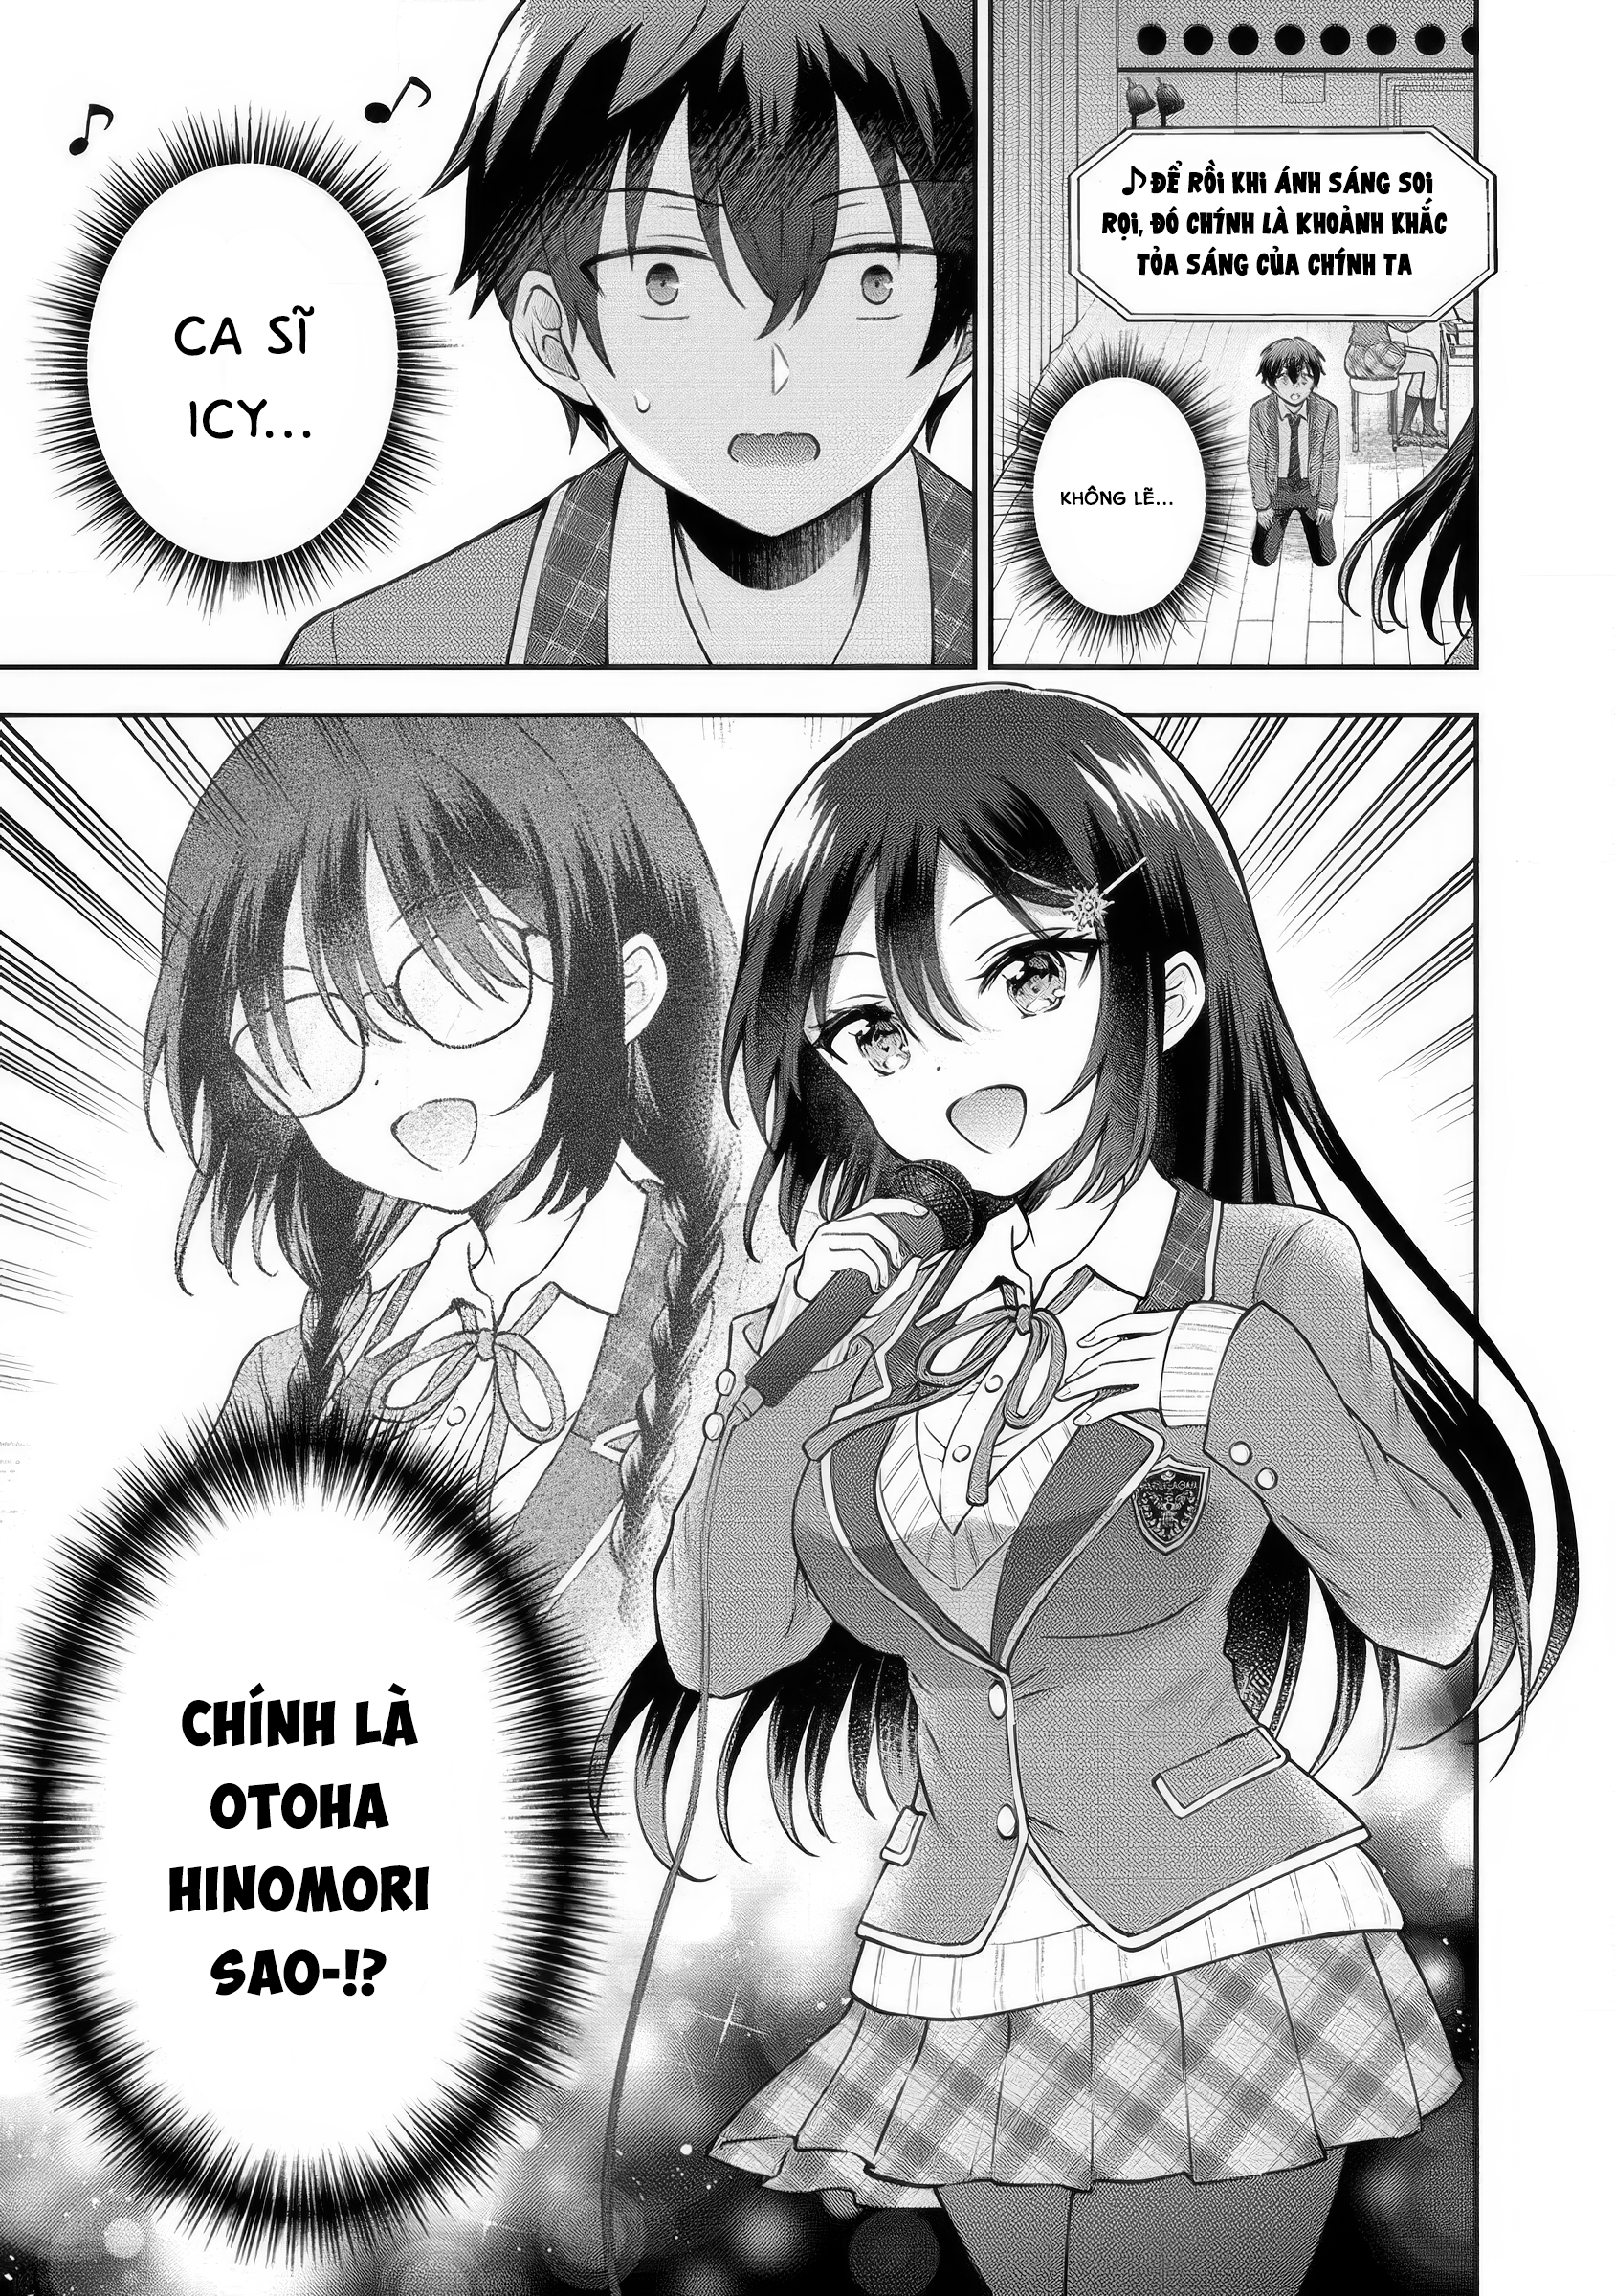 ♪ĐỂ RỒI KHI ÁNH SÁNG SOI
RỌI, ĐÓ CHÍNH LÀ KHOẢNH KHẮC
TỎA SÁNG CỦA CHÍNH TA
KHÔNG LẼ...
CA SĨ
ICY...
CHÍNH LÀ
OTOHA
HINOMORI
SAO-!?